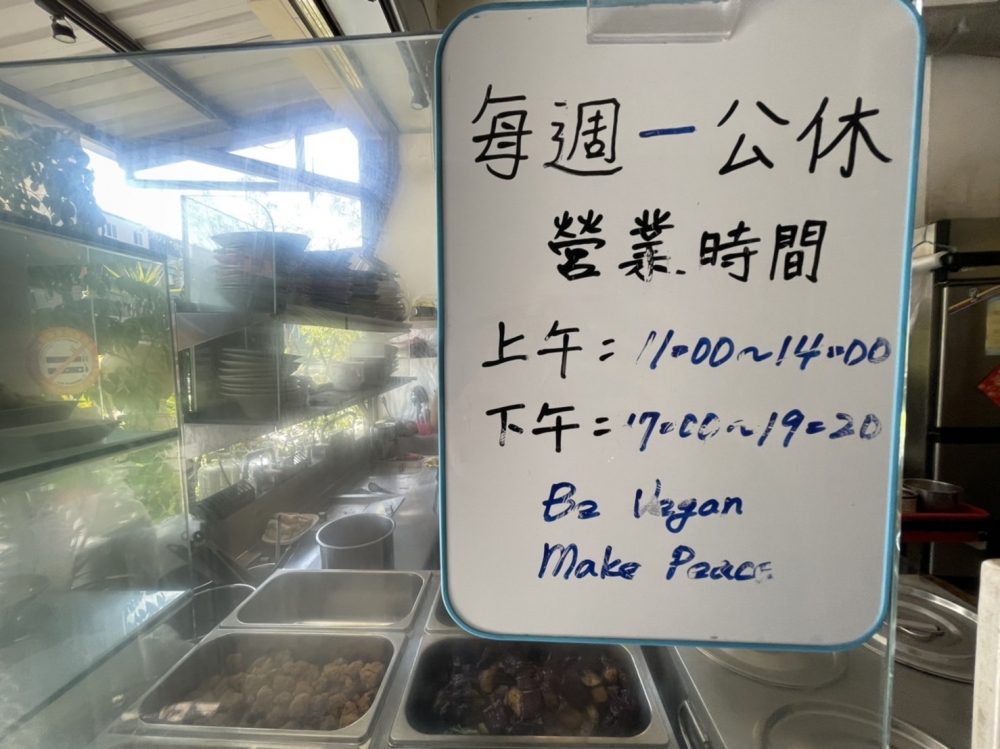 每週一公休
營業時間
上午：11:00~14:00
下午：17:00~19:20
Be Vegan
Make Peace